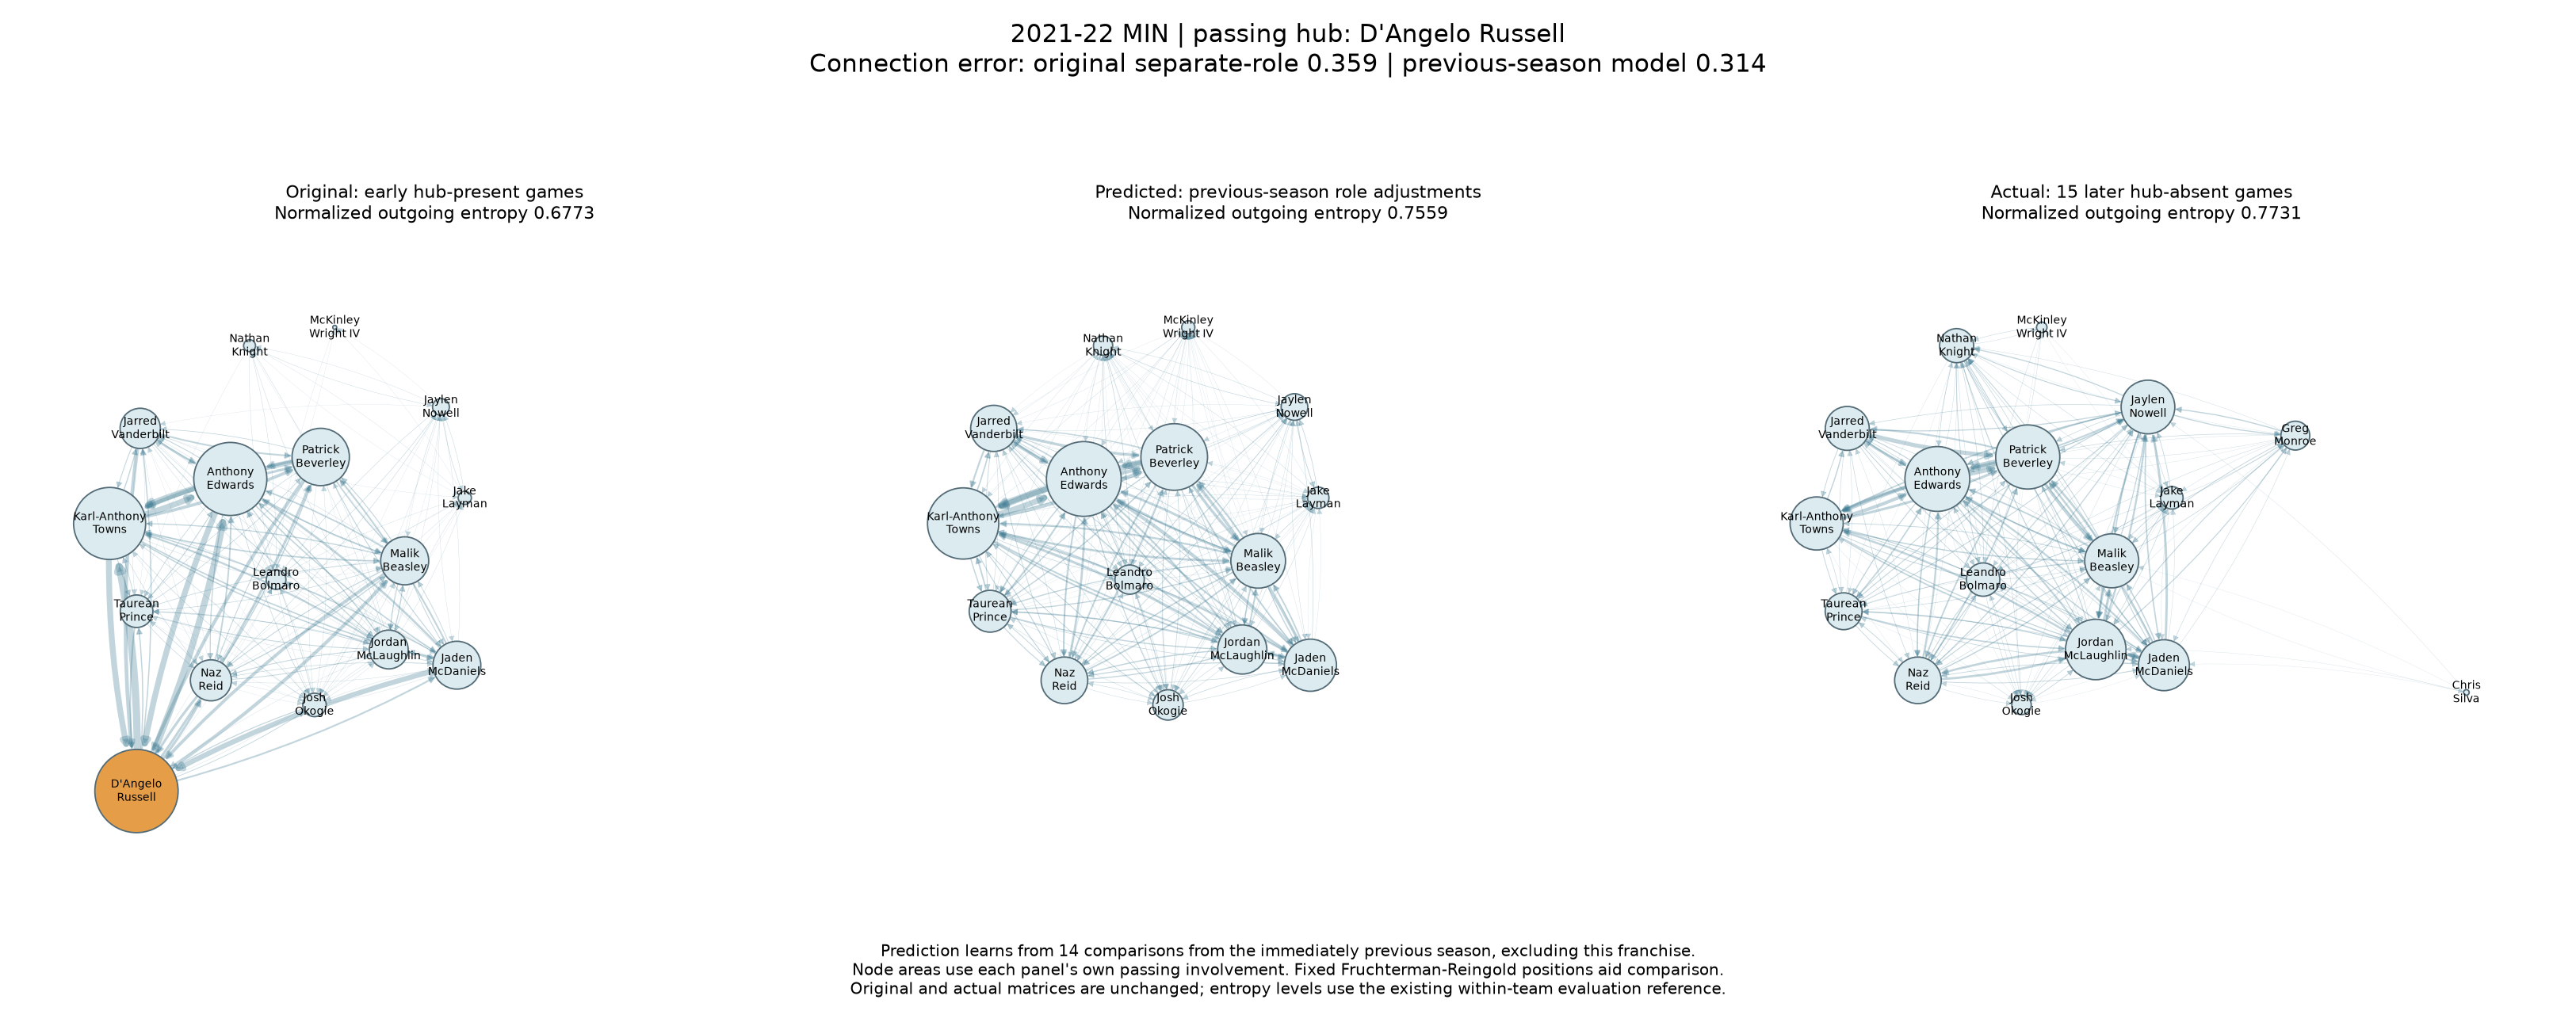 2021-22 MIN | passing hub: D'Angelo Russell
Connection error: original separate-role 0.359 | previous-season model 0.314
Original: early hub-present games
Normalized outgoing entropy 0.6773
McKinley
Wright IV
Nathan
Knight
Jaylen
Nowell
Jarred
Vanderbilt
Patrick
Beverley
Anthony
Edwards
Jake
Layman
Karl-Anthony
Towns
Malik
Beasley
Leandro
Bolmaro
Taurean
Prince
Jordan
McLaughlin
Jaden
McDaniels
Naz
Reid
Josh
Okogie
D'Angelo
Russell
Predicted: previous-season role adjustments
Normalized outgoing entropy 0.7559
McKinley
Wright IV
Nathan
Knight
Jaylen
Nowell
Jarred
Vanderbilt
Patrick
Beverley
Anthony
Edwards
Jake
Layman
Karl-Anthony
Towns
Malik
Beasley
Leandro
Bolmaro
Taurean
Prince
Jordan
McLaughlin
Jaden
McDaniels
Naz
Reid
Josh
Okogie
Actual: 15 later hub-absent games
Normalized outgoing entropy 0.7731
McKinley
Wright IV
Nathan
Knight
Jaylen
Nowell
Jarred
Vanderbilt
Greg
Monroe
Patrick
Beverley
Anthony
Edwards
Jake
Layman
Karl-Anthony
Towns
Malik
Beasley
Leandro
Bolmaro
Taurean
Prince
Jordan
McLaughlin
Jaden
McDaniels
Naz
Reid
Chris
Silva
Josh
Okogie
Prediction learns from 14 comparisons from the immediately previous season, excluding this franchise.
Node areas use each panel's own passing involvement. Fixed Fruchterman-Reingold positions aid comparison.
Original and actual matrices are unchanged; entropy levels use the existing within-team evaluation reference.